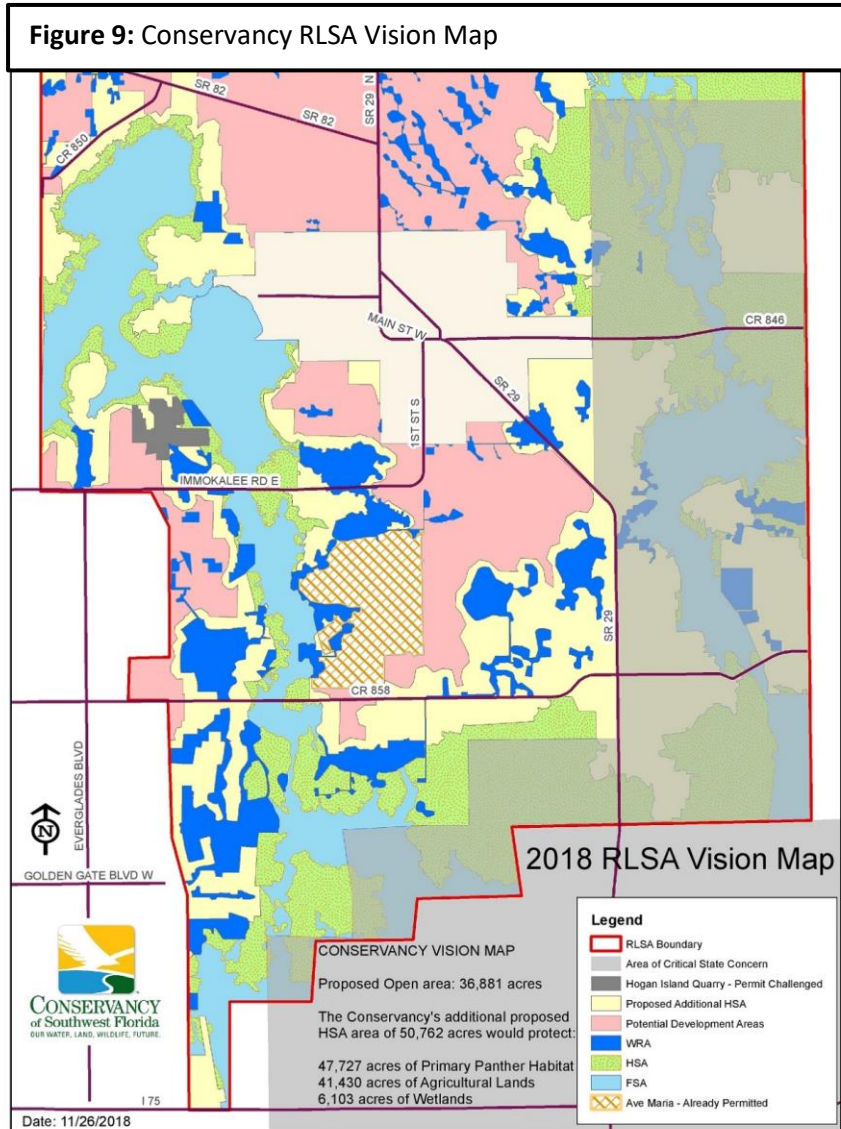 Figure 9: Conservancy RLSA Vision Map
SR 82
SR 82
SR 29 N
CR 850
MAIN ST W
CR 846
SR 29
1ST ST S
IMMOKALEE RD E
SR 29
CR 858
EVERGLADES BLVD
N
GOLDEN GATE BLVD W
2018 RLSA Vision Map
CONSERVANCY
of Southwest Florida
OUR WATER, LAND, WILDLIFE, FUTURE.
CONSERVANCY VISION MAP
Proposed Open area: 36,881 acres
The Conservancy's additional proposed
HSA area of 50,762 acres would protect:
47,727 acres of Primary Panther Habitat
41,430 acres of Agricultural Lands
6,103 acres of Wetlands
Legend
RLSA Boundary
Area of Critical State Concern
Hogan Island Quarry - Permit Challenged
Proposed Additional HSA
Potential Development Areas
WRA
HSA
FSA
Ave Maria - Already Permitted
I 75
Date: 11/26/2018